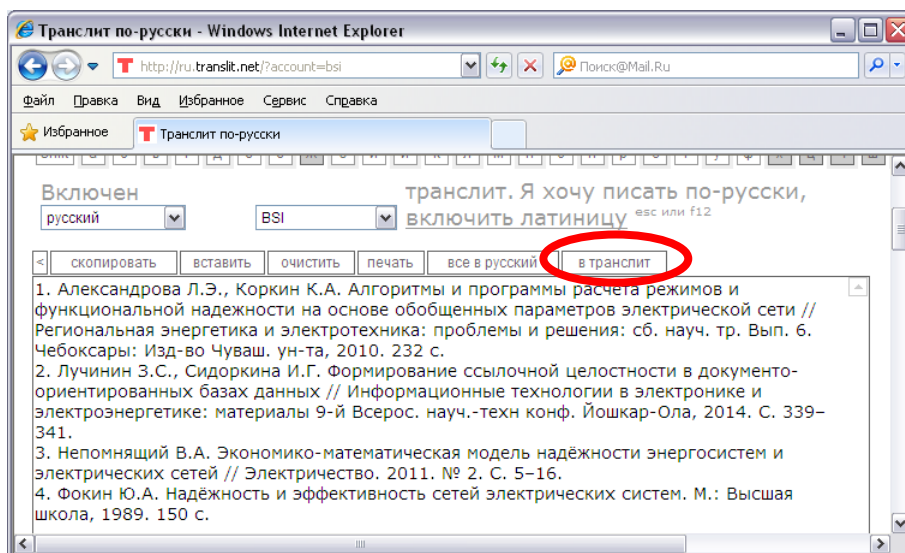 Транслит по-русски - Windows Internet Explorer
http://ru.translit.net/?account=bsi Поиск@Mail.Ru
Файл Правка Вид Избранное Сервис Справка
Избранное Транслит по-русски
Включен русский BSI транслит. Я хочу писать по-русски,
включить латиницу esc или f12
< скопировать вставить очистить печать все в русский в транслит
1. Александрова Л.Э., Коркин К.А. Алгоритмы и программы расчета режимов и
функциональной надежности на основе обобщенных параметров электрической сети //
Региональная энергетика и электротехника: проблемы и решения: сб. науч. тр. Вып. 6.
Чебоксары: Изд-во Чуваш. ун-та, 2010. 232 с.
2. Лучинин З.С., Сидоркина И.Г. Формирование ссылочной целостности в документо-
ориентированных базах данных // Информационные технологии в электронике и
электроэнергетике: материалы 9-й Всерос. науч.-техн конф. Йошкар-Ола, 2014. С. 339–
341.
3. Непомнящий В.А. Экономико-математическая модель надёжности энергосистем и
электрических сетей // Электричество. 2011. № 2. С. 5–16.
4. Фокин Ю.А. Надёжность и эффективность сетей электрических систем. М.: Высшая
школа, 1989. 150 с.